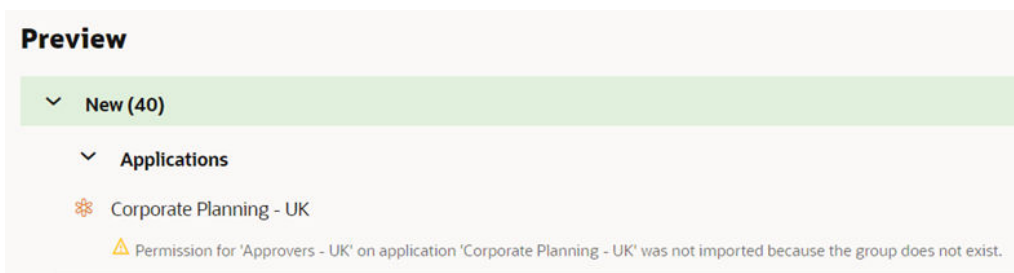 Preview
New (40)
Applications
Corporate Planning - UK
Permission for 'Approvers - UK' on application 'Corporate Planning - UK' was not imported because the group does not exist.